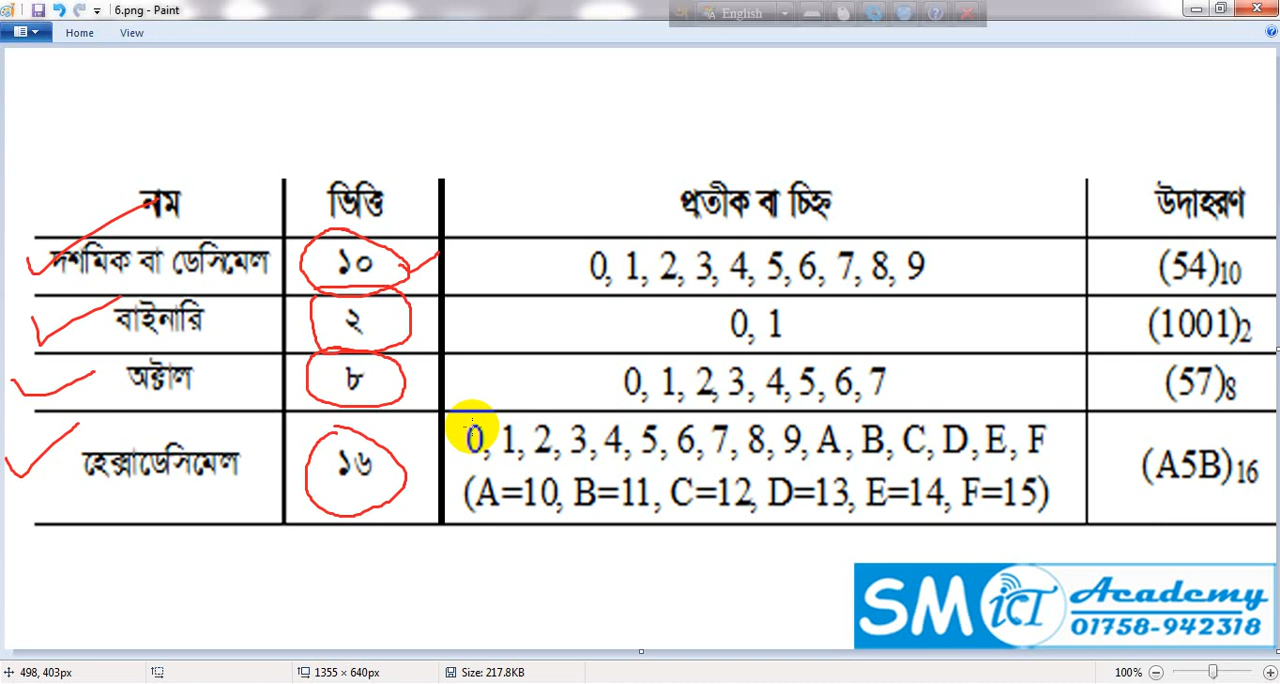 6.png - Paint
English
Home View
নাম ভিত্তি প্রতীক বা চিহ্ন উদাহরণ
দশমিক বা ডেসিমেল ১০ 0, 1, 2, 3, 4, 5, 6, 7, 8, 9 (54)10
বাইনারি ২ 0, 1 (1001)2
অক্টাল ৮ 0, 1, 2, 3, 4, 5, 6, 7 (57)8
হেক্সাডেসিমেল ১৬ 0, 1, 2, 3, 4, 5, 6, 7, 8, 9, A, B, C, D, E, F (A5B)16
(A=10, B=11, C=12, D=13, E=14, F=15)
SM ICT Academy
01758-942318
498, 403px 1355 × 640px Size: 217.8KB 100%